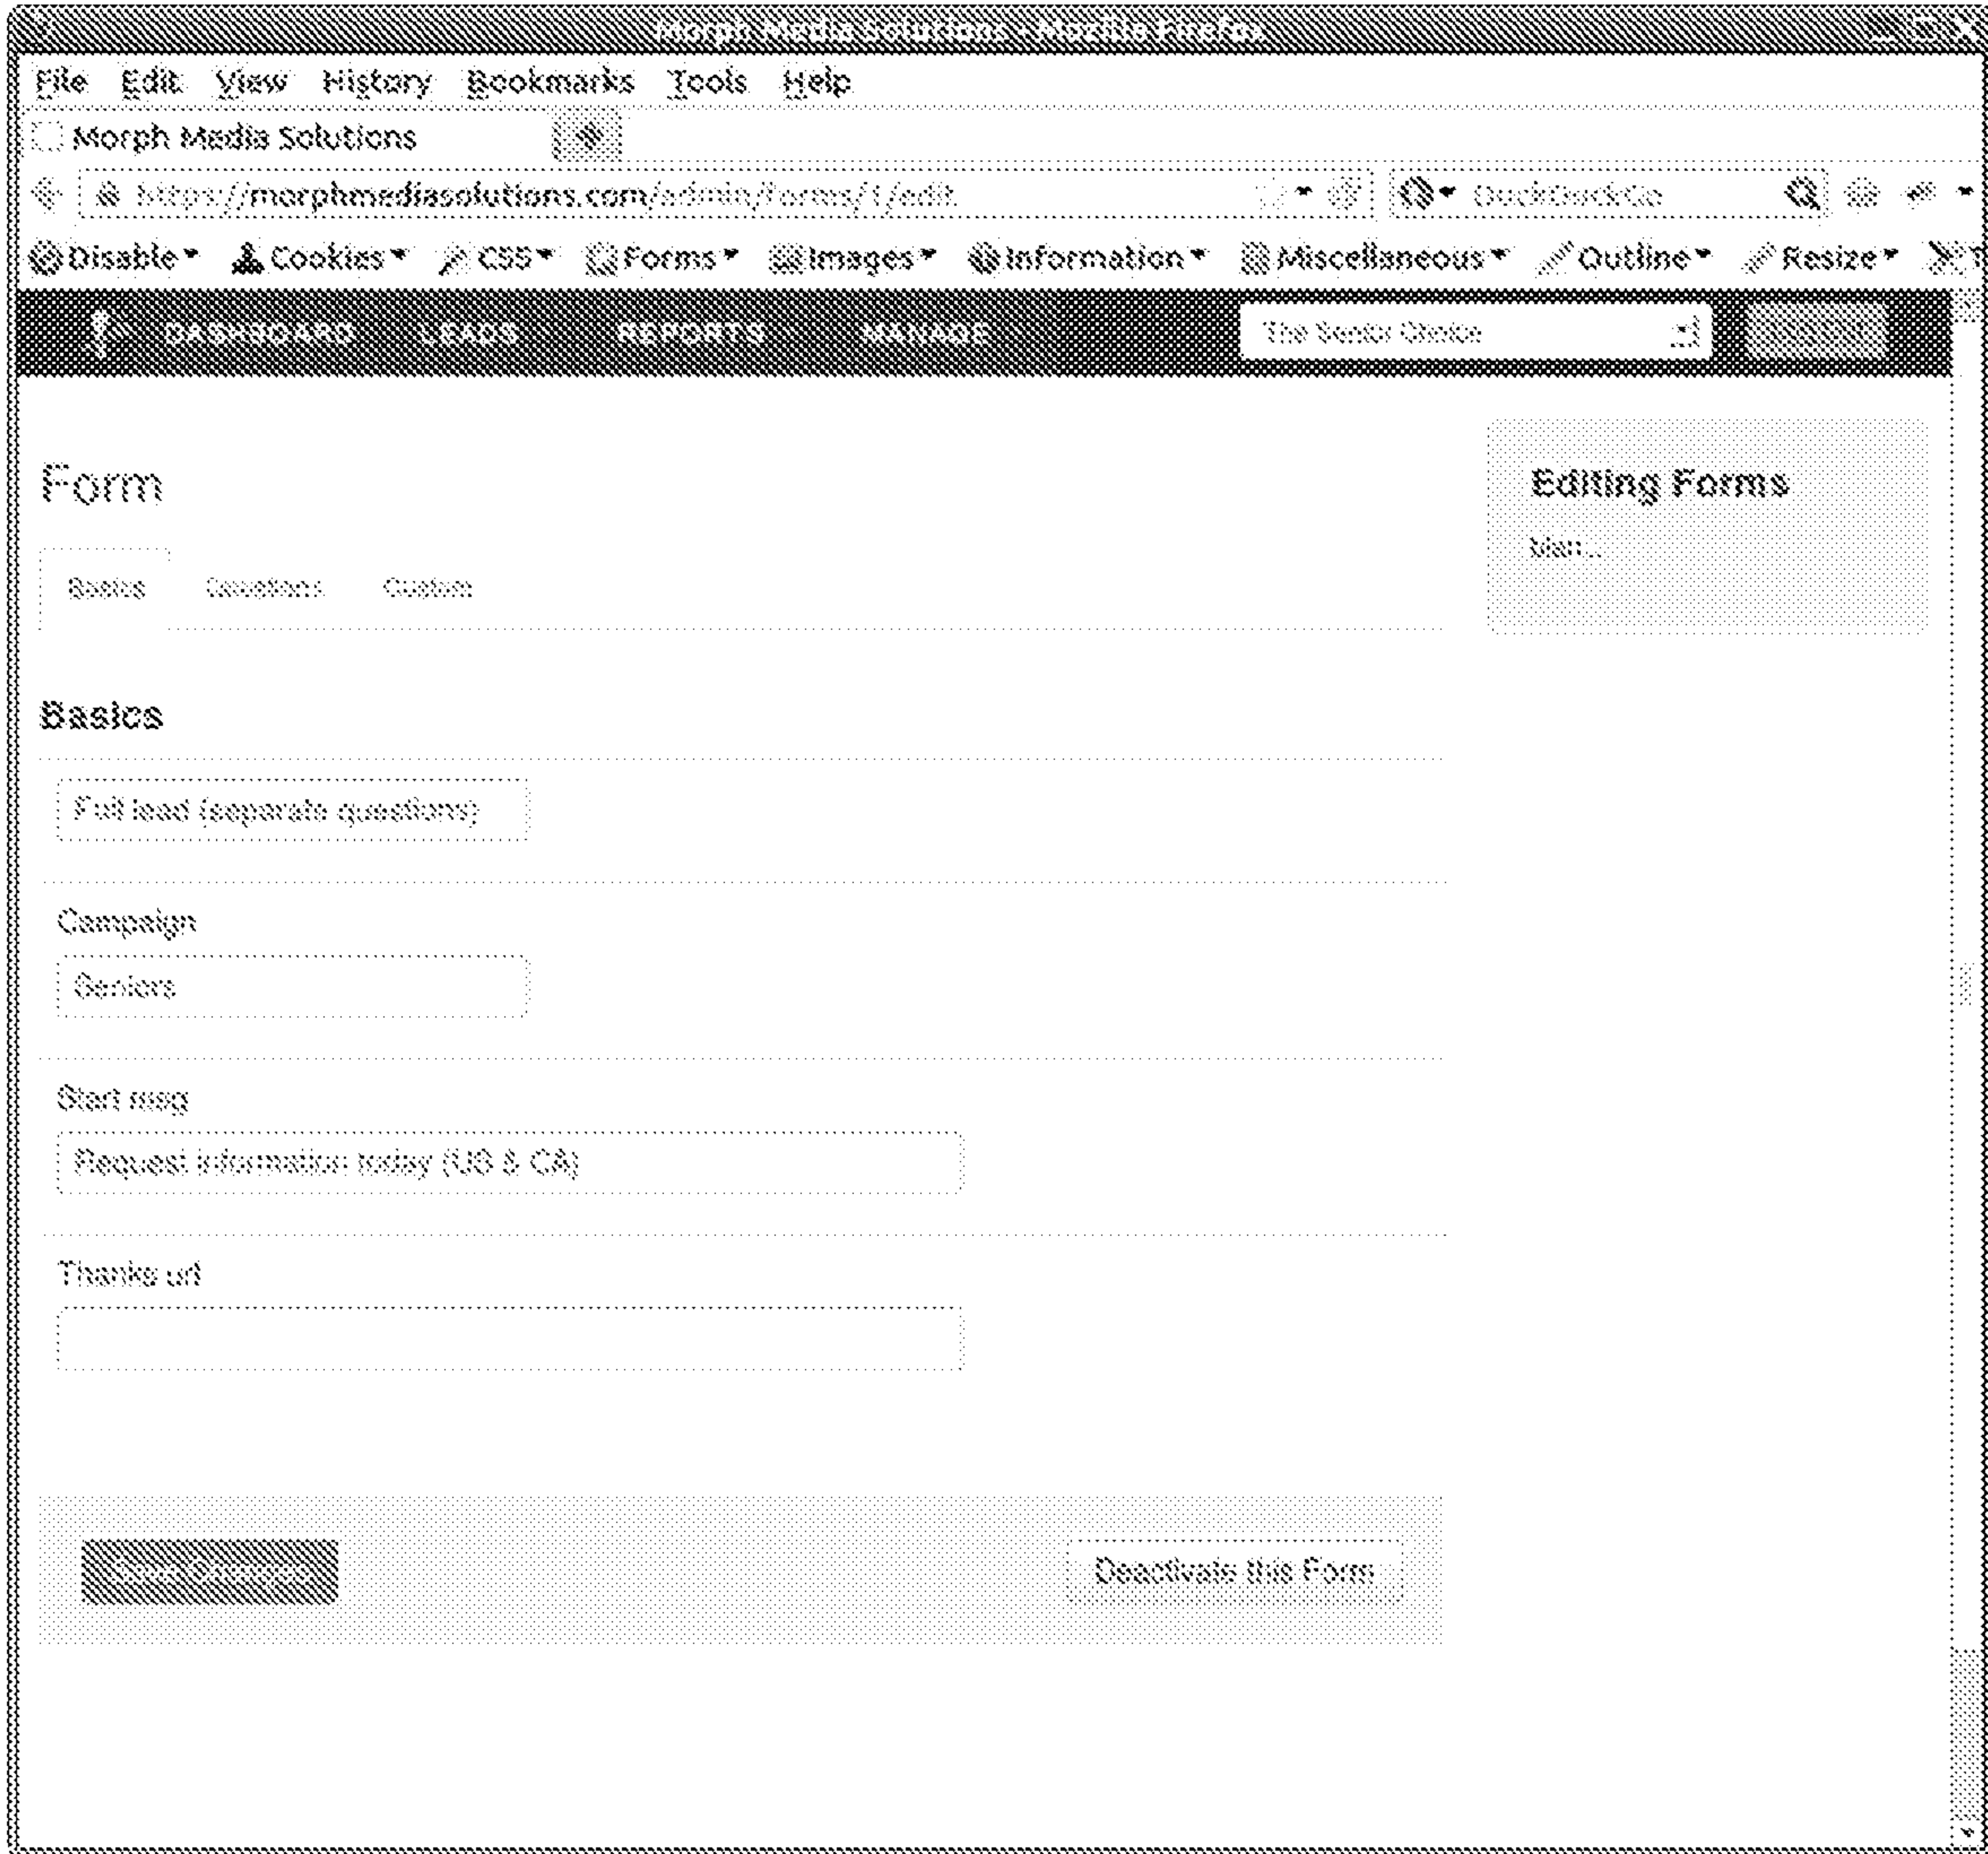 Morph Media Solutions - Mozilla Firefox
File Edit View History Bookmarks Tools Help
Morph Media Solutions
https://morphmediasolutions.com/admin/forms/1/edit DuckDuckGo
Disable Cookies CSS Forms Images Information Miscellaneous Outline Resize T
DASHBOARD LEADS REPORTS MANAGE The Senior Choice
Form
Editing Forms
Basics Questions Custom
Basics
Full lead (separate questions)
Campaign
Seniors
Start msg
Request information today (US & CA)
Thanks url
Save Changes Deactivate this Form